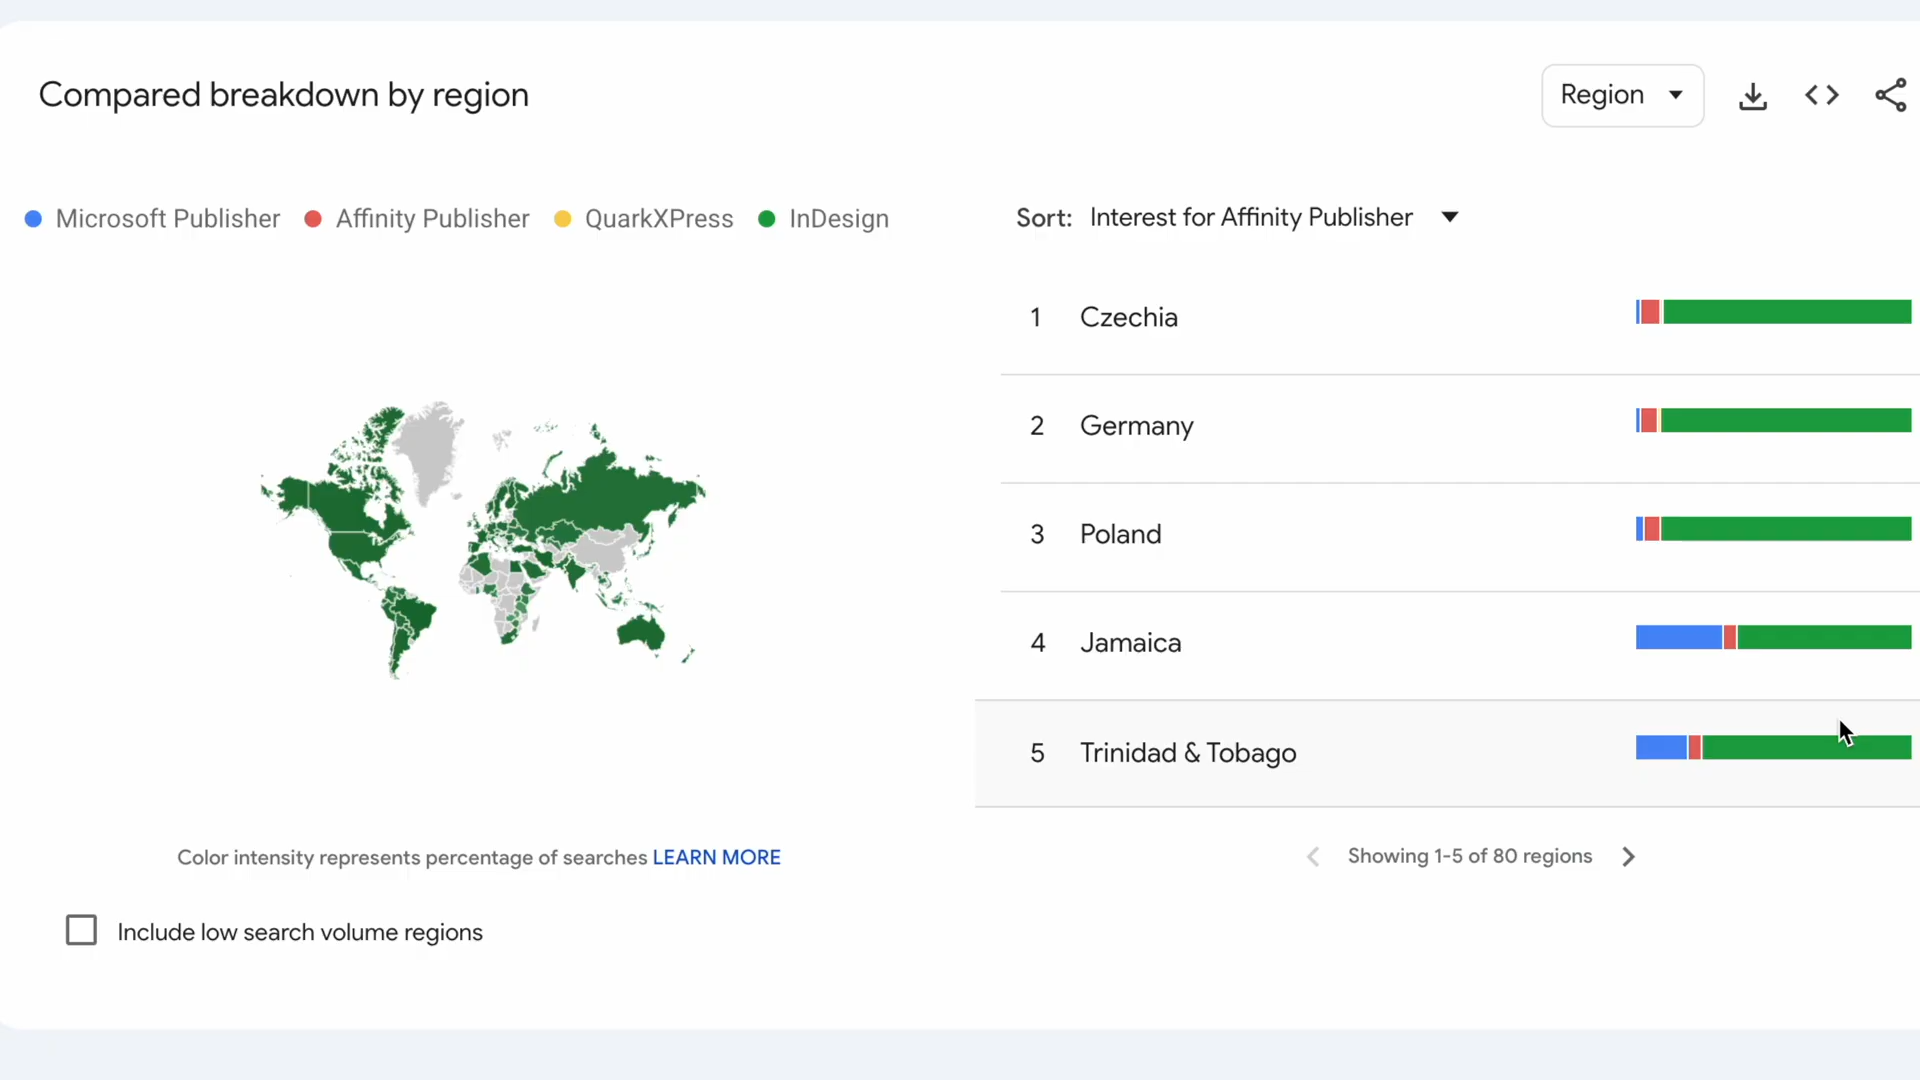 Compared breakdown by region
Region
Microsoft Publisher
Affinity Publisher
QuarkXPress
InDesign
Sort: Interest for Affinity Publisher
1 Czechia
2 Germany
3 Poland
4 Jamaica
5 Trinidad & Tobago
Color intensity represents percentage of searches LEARN MORE
Showing 1-5 of 80 regions
Include low search volume regions